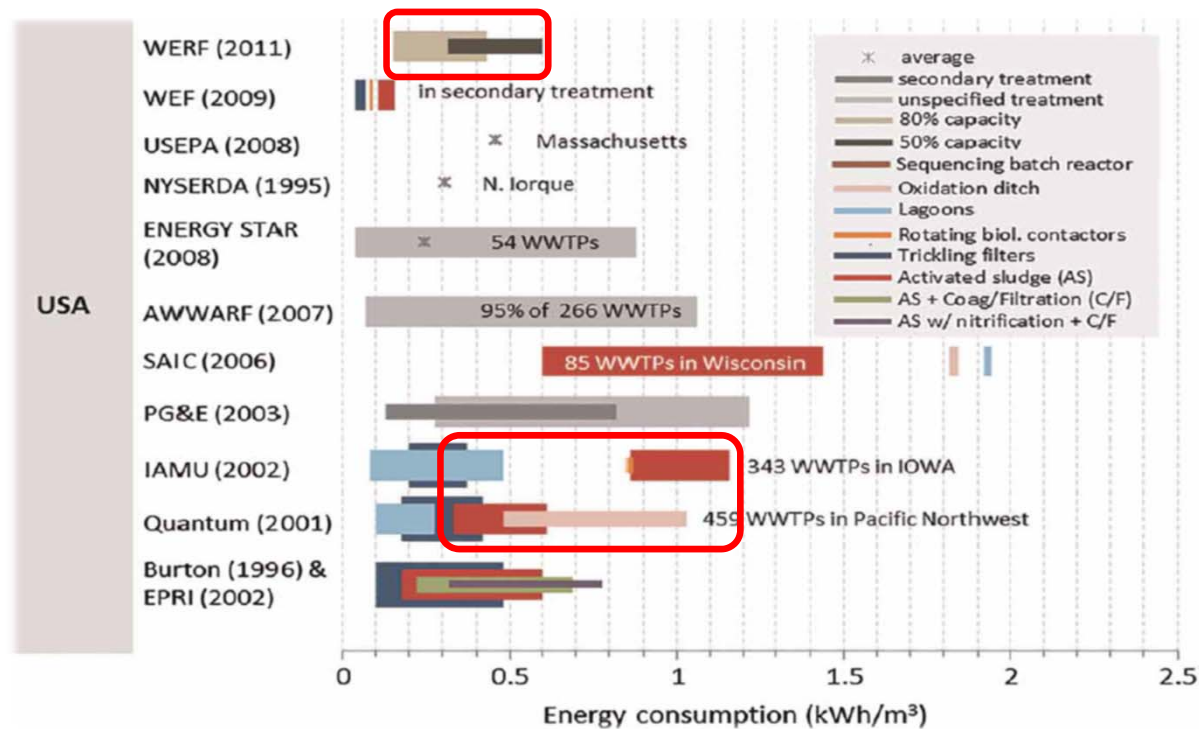 USA
WERF (2011)
WEF (2009)
in secondary treatment
USEPA (2008)
Massachusetts
NYSERDA (1995)
N. Iorque
ENERGY STAR
(2008)
54 WWTPs
AWWARF (2007)
95% of 266 WWTPs
SAIC (2006)
85 WWTPs in Wisconsin
PG&E (2003)
IAMU (2002)
343 WWTPs in IOWA
Quantum (2001)
459 WWTPs in Pacific Northwest
Burton (1996) &
EPRI (2002)
average
secondary treatment
unspecified treatment
80% capacity
50% capacity
Sequencing batch reactor
Oxidation ditch
Lagoons
Rotating biol. contactors
Trickling filters
Activated sludge (AS)
AS + Coag/Filtration (C/F)
AS w/ nitrification + C/F
0 0.5 1 1.5 2 2.5
Energy consumption (kWh/m³)